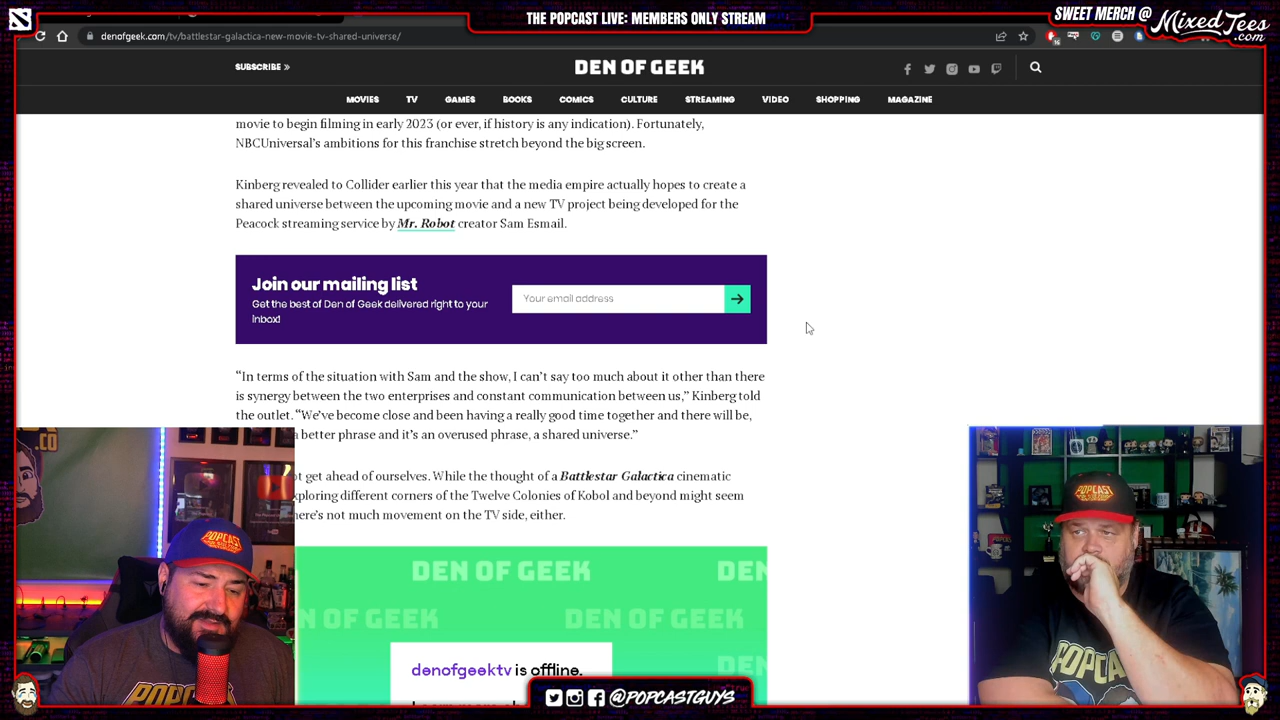 THE POPCAST LIVE: MEMBERS ONLY STREAM
SWEET MERCH @ MixedTees.com
denofgeek.com/tv/battlestar-galactica-new-movie-tv-shared-universe/
SUBSCRIBE »
DEN OF GEEK
MOVIES TV GAMES BOOKS COMICS CULTURE STREAMING VIDEO SHOPPING MAGAZINE
movie to begin filming in early 2023 (or ever, if history is any indication). Fortunately,
NBCUniversal's ambitions for this franchise stretch beyond the big screen.
Kinberg revealed to Collider earlier this year that the media empire actually hopes to create a
shared universe between the upcoming movie and a new TV project being developed for the
Peacock streaming service by Mr. Robot creator Sam Esmail.
Join our mailing list
Get the best of Den of Geek delivered right to your
inbox!
Your email address
“In terms of the situation with Sam and the show, I can’t say too much about it other than there
is synergy between the two enterprises and constant communication between us,” Kinberg told
the outlet. “We’ve become close and been having a really good time together and there will be,
a better phrase and it’s an overused phrase, a shared universe.”
ot get ahead of ourselves. While the thought of a Battlestar Galactica cinematic
xploring different corners of the Twelve Colonies of Kobol and beyond might seem
here’s not much movement on the TV side, either.
DEN OF GEEK DEN
N OF GEEK DEN OF GEEK
DE
denofgeektv is offline.
POPCAST
POPCAST
POPCAST
POPCA
@POPCASTGUYS